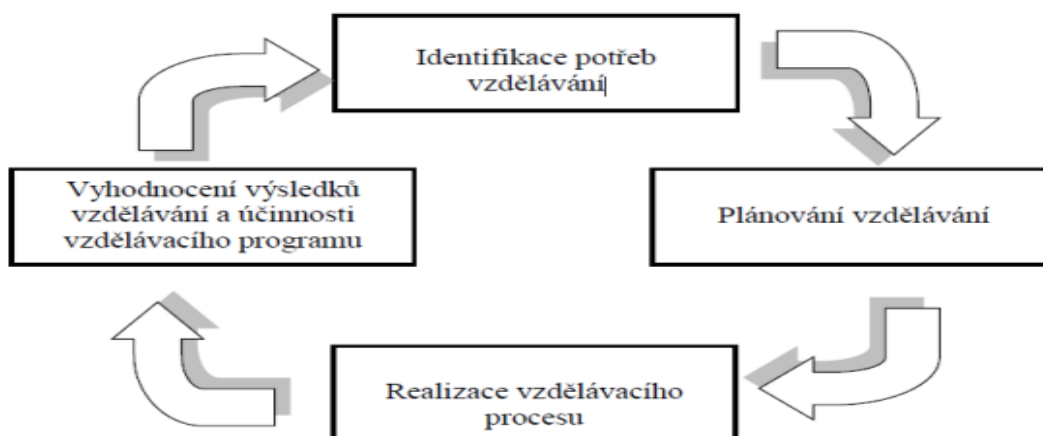 Identifikace potřeb
vzdělávání
Vyhodnocení výsledků
vzdělávání a účinnosti
vzdělávacího programu
Plánování vzdělávání
Realizace vzdělávacího
procesu